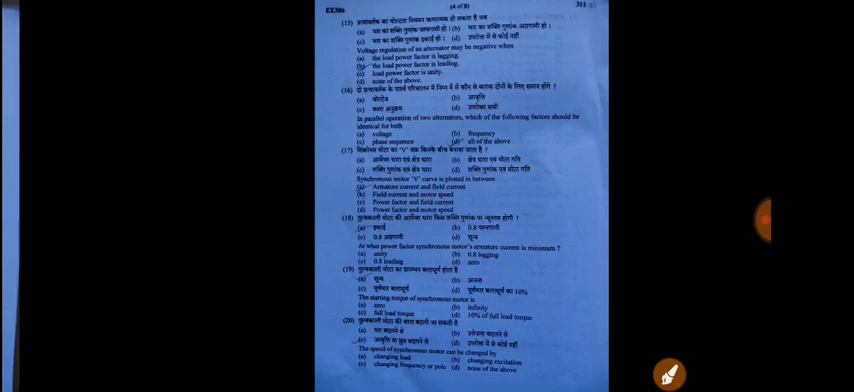 EE306 (4 of 8) 311
(15) प्रत्यावर्तक का वोल्टता नियमन ऋणात्मक हो सकता है जब
(a) भार का शक्ति गुणांक पश्चगामी हो। (b) भार का शक्ति गुणांक अग्रगामी हो।
(c) भार का शक्ति गुणांक इकाई हो। (d) उपरोक्त में से कोई नहीं
Voltage regulation of an alternator may be negative when
(a) the load power factor is lagging.
(b) the load power factor is leading.
(c) load power factor is unity.
(d) none of the above.
(16) दो प्रत्यावर्तक के पार्श्व परिचालन में निम्न में से कौन से कारक दोनों के लिए समान होंगे ?
(a) वोल्टेज (b) आवृत्ति
(c) कला अनुक्रम (d) उपरोक्त सभी
In parallel operation of two alternators, which of the following factors should be
identical for both
(a) voltage (b) frequency
(c) phase sequence (d) all of the above
(17) सिंक्रोनस मोटर का 'V' वक्र किनके बीच बनाया जाता है ?
(a) आर्मेचर धारा एवं क्षेत्र धारा (b) क्षेत्र धारा एवं मोटर गति
(c) शक्ति गुणांक एवं क्षेत्र धारा (d) शक्ति गुणांक एवं मोटर गति
Synchronous motor 'V' curve is plotted in between
(a) Armature current and field current
(b) Field current and motor speed
(c) Power factor and field current
(d) Power factor and motor speed
(18) तुल्यकाली मोटर की आर्मेचर धारा किस शक्ति गुणांक पर न्यूनतम होगी ?
(a) इकाई (b) 0.8 पश्चगामी
(c) 0.8 अग्रगामी (d) शून्य
At what power factor synchronous motor's armature current is minimum ?
(a) unity (b) 0.8 lagging
(c) 0.8 leading (d) zero
(19) तुल्यकाली मोटर का प्रारम्भन बलाघूर्ण होता है
(a) शून्य (b) अनन्त
(c) पूर्णभार बलाघूर्ण (d) पूर्णभार बलाघूर्ण का 10%
The starting torque of synchronous motor is
(a) zero (b) infinity
(c) full load torque (d) 10% of full load torque
(20) तुल्यकाली मोटर की चाल बदली जा सकती है
(a) भार बदलने से (b) उत्तेजना बदलने से
(c) आवृत्ति या ध्रुव बदलने से (d) उपरोक्त में से कोई नहीं
The speed of synchronous motor can be changed by
(a) changing load (b) changing excitation
(c) changing frequency or pole (d) none of the above